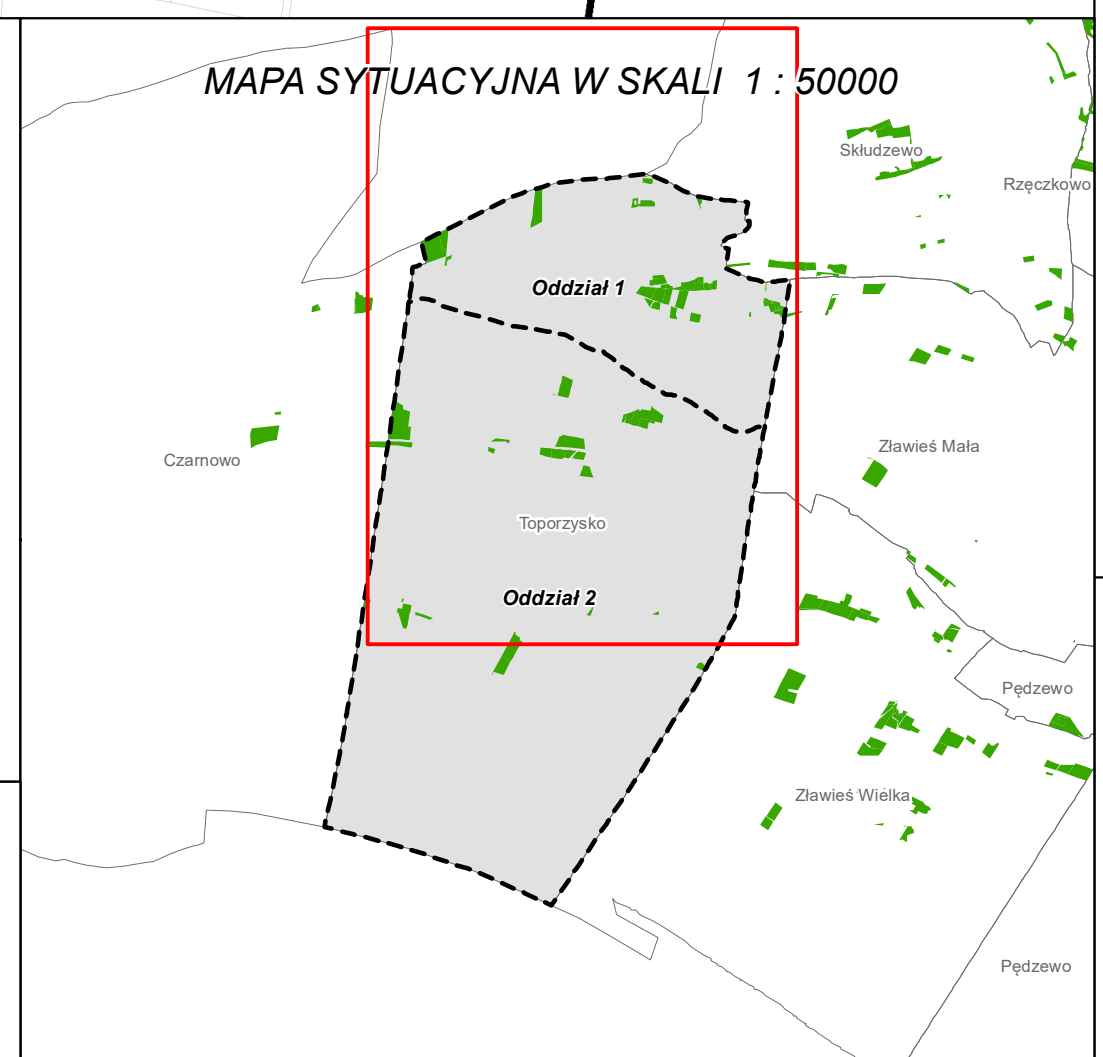 MAPA SYTUACYJNA W SKALI 1 : 50000
Skłudzewo
Rzęczkowo
Oddział 1
Zławieś Mała
Czarnowo
Toporzysko
Oddział 2
Pędzewo
Zławieś Wielka
Pędzewo